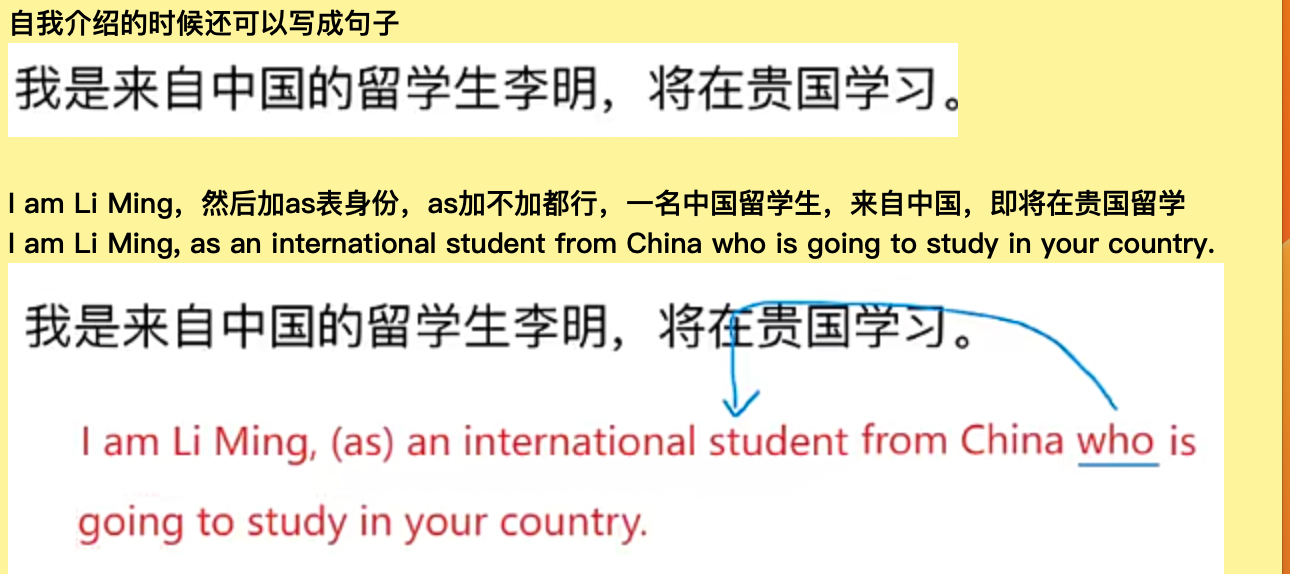 自我介绍的时候还可以写成句子
我是来自中国的留学生李明，将在贵国学习。
I am Li Ming，然后加as表身份，as加不加都行，一名中国留学生，来自中国，即将在贵国留学
I am Li Ming, as an international student from China who is going to study in your country.
我是来自中国的留学生李明，将在贵国学习。
I am Li Ming, (as) an international student from China who is
going to study in your country.